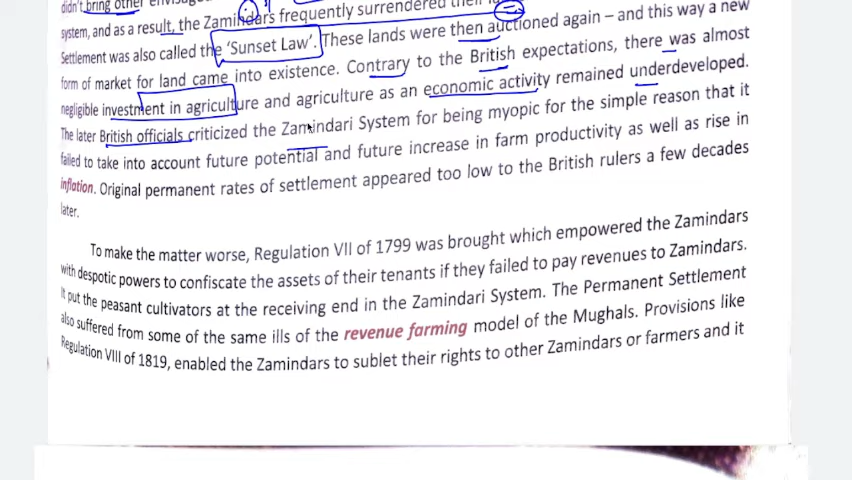 didn't bring other
system, and as a result, the Zamindars frequently surrendered their
Settlement was also called the 'Sunset Law'. These lands were then auctioned again – and this way a new
form of market for land came into existence. Contrary to the British expectations, there was almost
negligible investment in agriculture and agriculture as an economic activity remained underdeveloped.
The later British officials criticized the Zamindari System for being myopic for the simple reason that it
failed to take into account future potential and future increase in farm productivity as well as rise in
inflation. Original permanent rates of settlement appeared too low to the British rulers a few decades
later.
To make the matter worse, Regulation VII of 1799 was brought which empowered the Zamindars
with despotic powers to confiscate the assets of their tenants if they failed to pay revenues to Zamindars.
It put the peasant cultivators at the receiving end in the Zamindari System. The Permanent Settlement
also suffered from some of the same ills of the revenue farming model of the Mughals. Provisions like
Regulation VIII of 1819, enabled the Zamindars to sublet their rights to other Zamindars or farmers and it